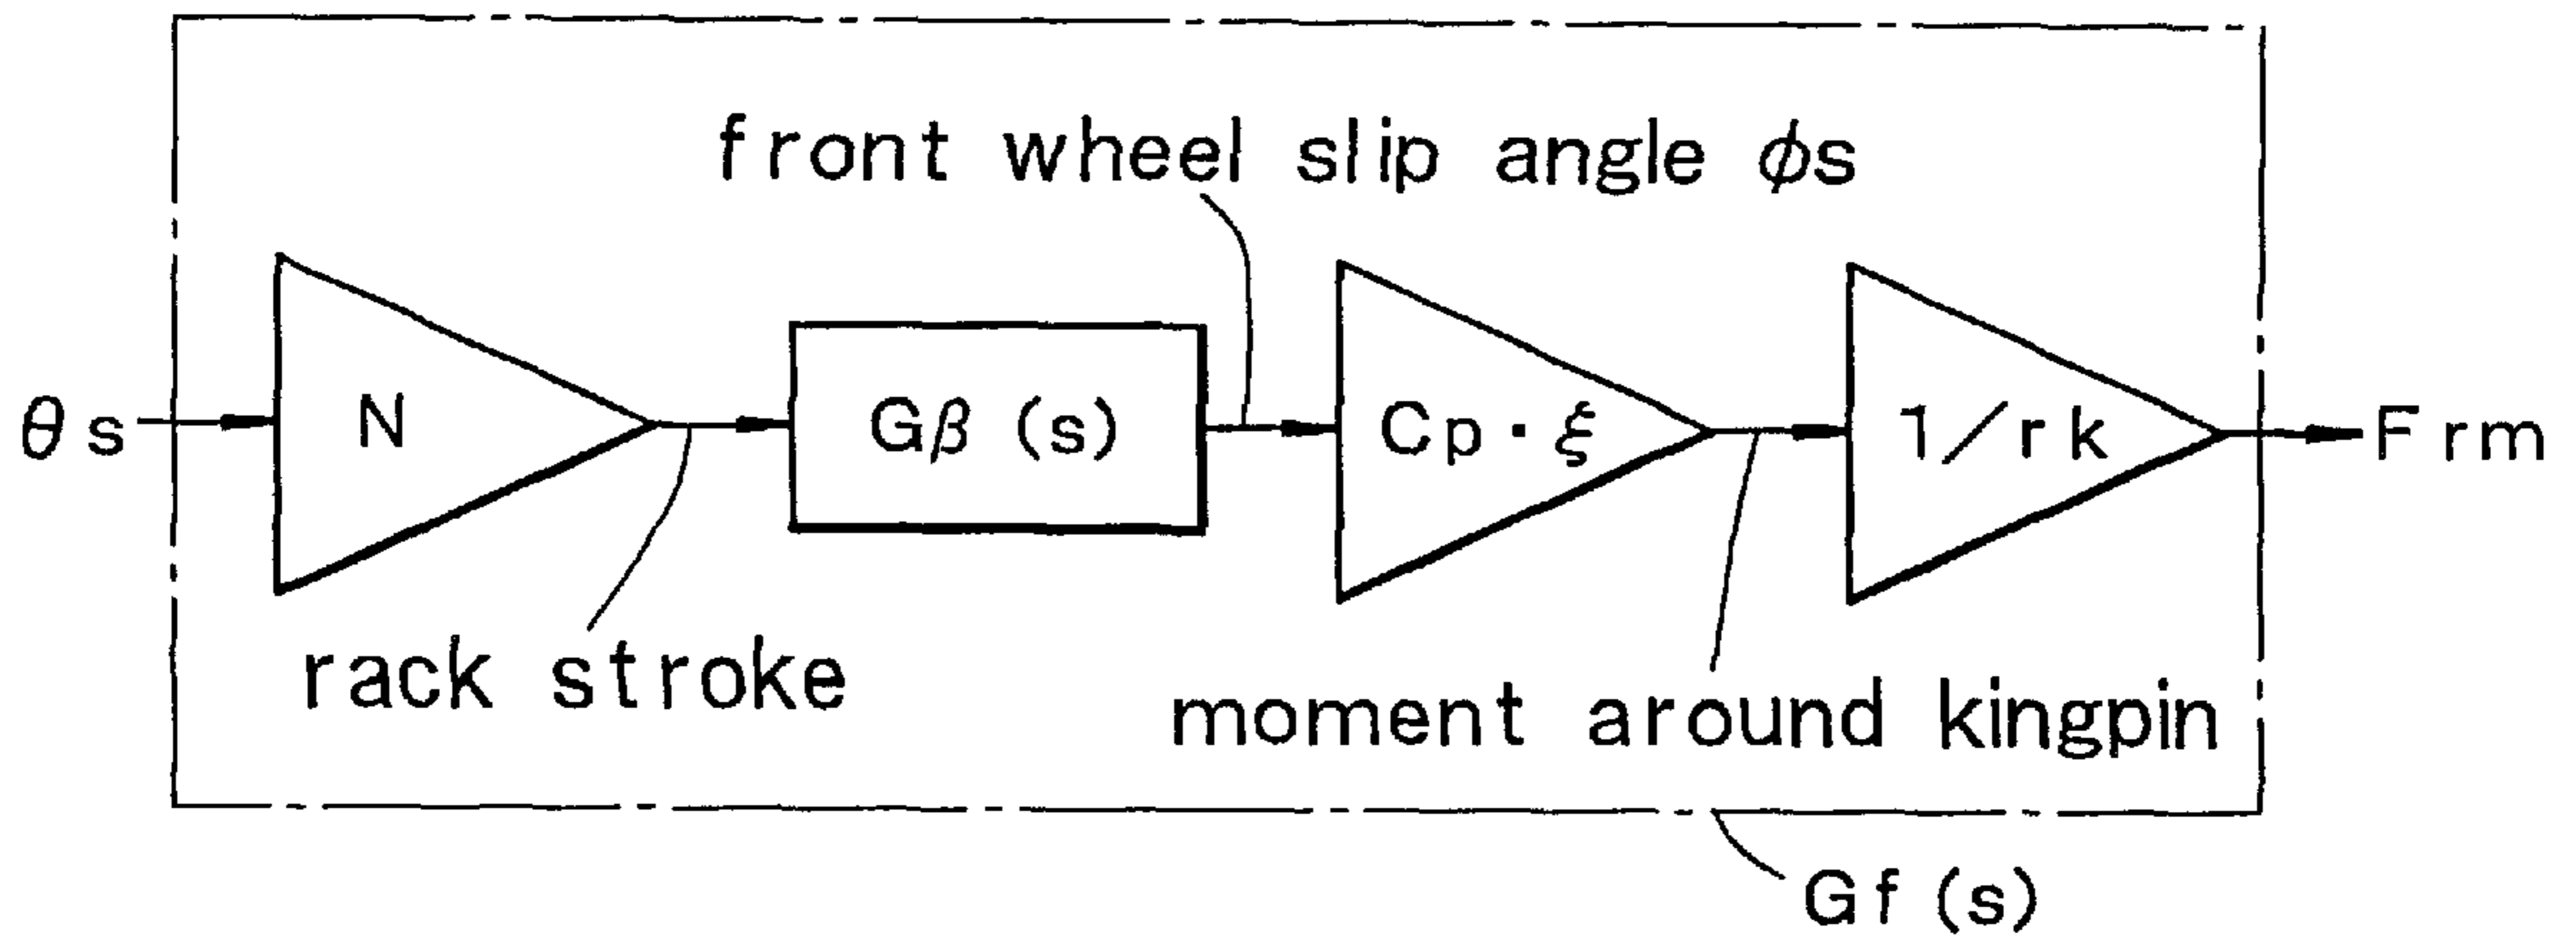 front wheel slip angle ϕs
θs N Gβ (s) Cp·ξ 1/rk Frm
rack stroke
moment around kingpin
Gf (s)